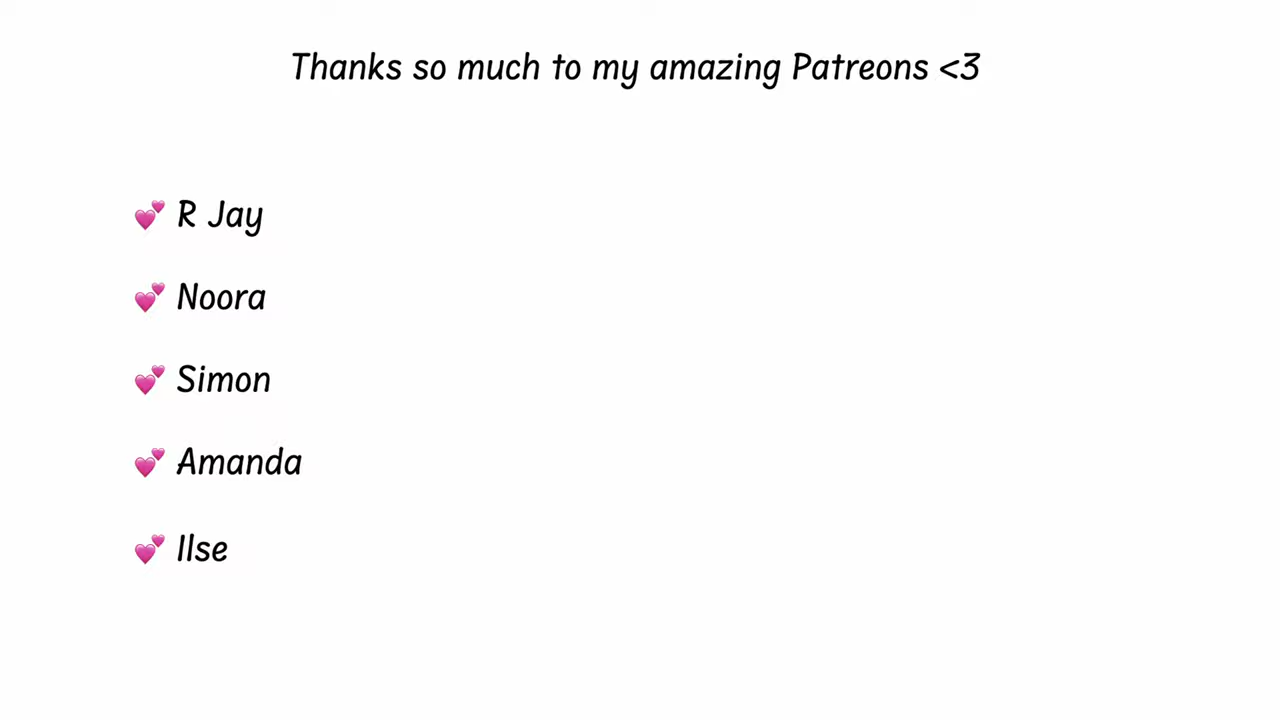 Thanks so much to my amazing Patreons <3
💕 R Jay
💕 Noora
💕 Simon
💕 Amanda
💕 Ilse